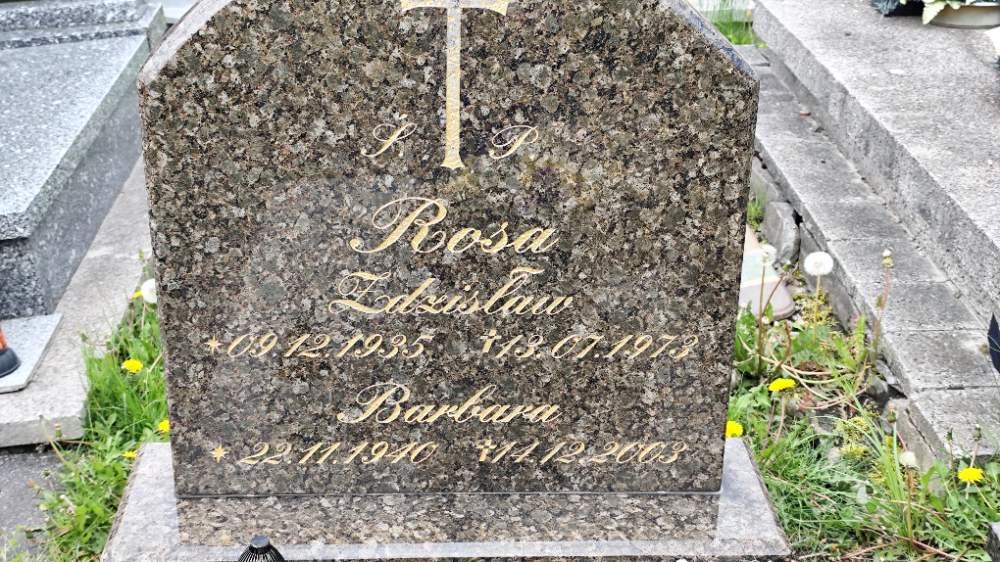 Ś P
Rosa
Zdzisław
*09.12.1935 †13.07.1973
Barbara
*22.11.1940 †14.12.2003